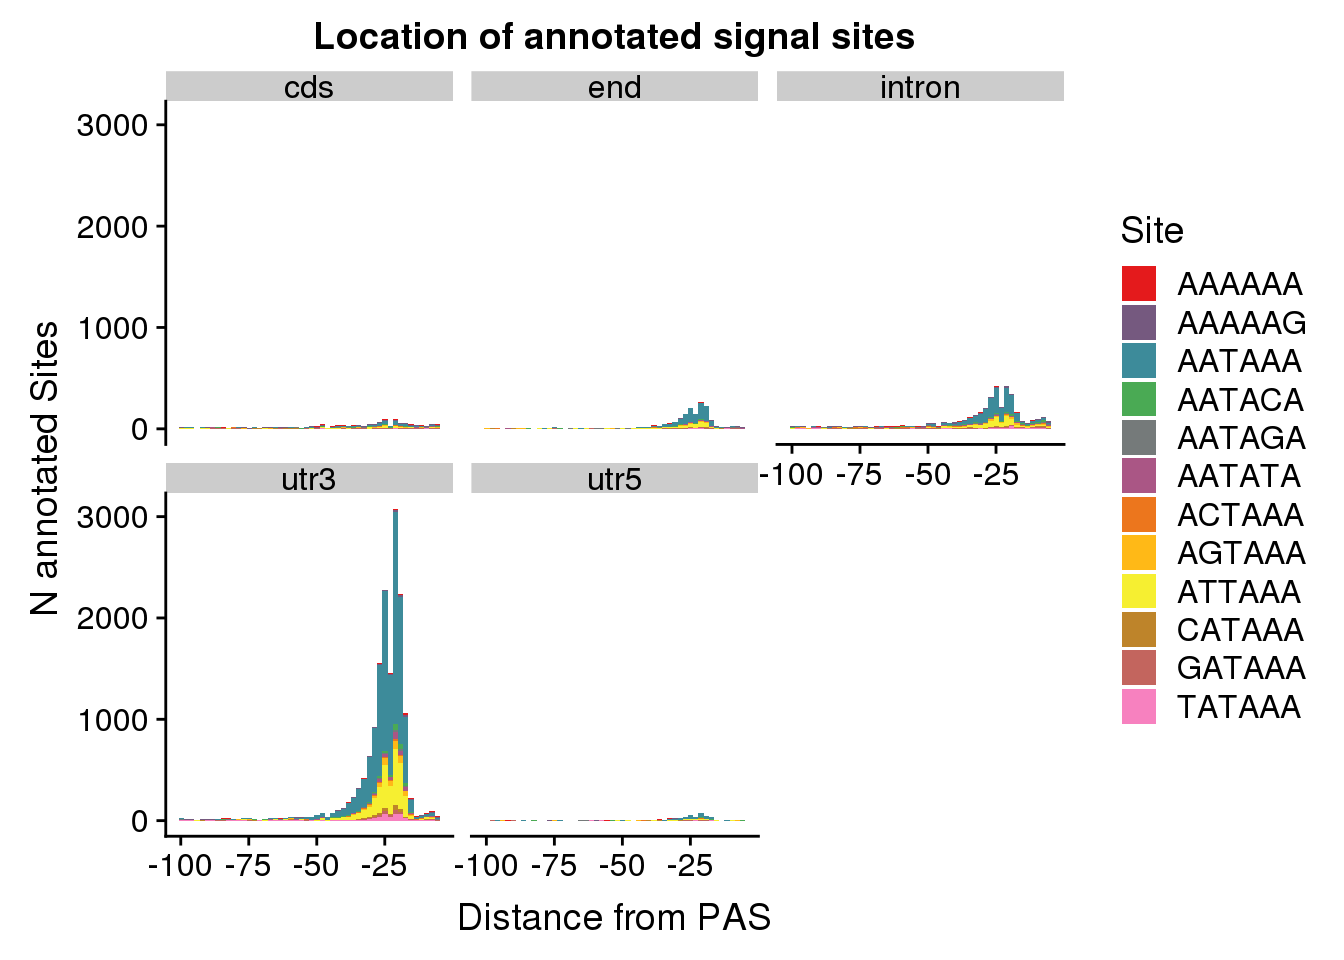 Location of annotated signal sites
cds
end
intron
3000
2000
1000
0
-100 -75 -50 -25
utr3
utr5
3000
2000
1000
0
-100 -75 -50 -25
-100 -75 -50 -25
N annotated Sites
Distance from PAS
Site
AAAAAA
AAAAAG
AATAAA
AATACA
AATAGA
AATATA
ACTAAA
AGTAAA
ATTAAA
CATAAA
GATAAA
TATAAA